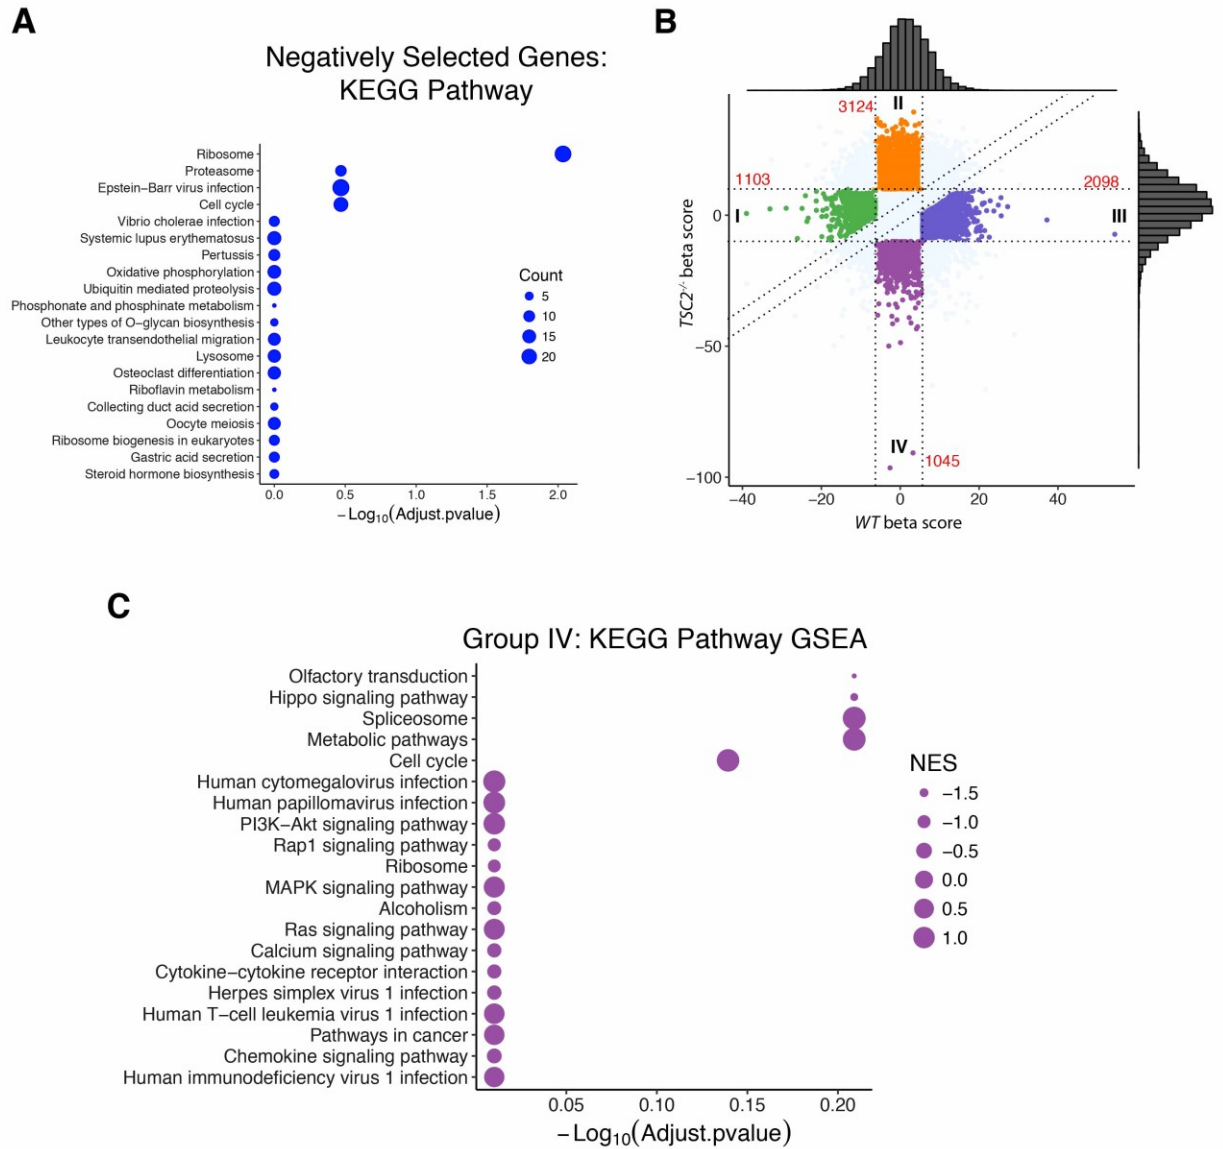 A
Negatively Selected Genes:
KEGG Pathway
Ribosome
Proteasome
Epstein−Barr virus infection
Cell cycle
Vibrio cholerae infection
Systemic lupus erythematosus
Pertussis
Oxidative phosphorylation
Ubiquitin mediated proteolysis
Phosphonate and phosphinate metabolism
Other types of O−glycan biosynthesis
Leukocyte transendothelial migration
Lysosome
Osteoclast differentiation
Riboflavin metabolism
Collecting duct acid secretion
Oocyte meiosis
Ribosome biogenesis in eukaryotes
Gastric acid secretion
Steroid hormone biosynthesis
0.0 0.5 1.0 1.5 2.0
−Log10(Adjust.pvalue)
Count
5
10
15
20
B
3124 II
1103
2098
I
III
IV
1045
0
−50
−100
TSC2-/- beta score
−40 −20 0 20 40
WT beta score
C
Group IV: KEGG Pathway GSEA
Olfactory transduction
Hippo signaling pathway
Spliceosome
Metabolic pathways
Cell cycle
Human cytomegalovirus infection
Human papillomavirus infection
PI3K−Akt signaling pathway
Rap1 signaling pathway
Ribosome
MAPK signaling pathway
Alcoholism
Ras signaling pathway
Calcium signaling pathway
Cytokine−cytokine receptor interaction
Herpes simplex virus 1 infection
Human T−cell leukemia virus 1 infection
Pathways in cancer
Chemokine signaling pathway
Human immunodeficiency virus 1 infection
0.05 0.10 0.15 0.20
−Log10(Adjust.pvalue)
NES
−1.5
−1.0
−0.5
0.0
0.5
1.0